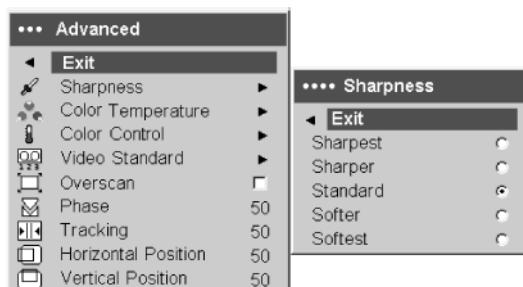 ••• Advanced
Exit
Sharpness
Color Temperature
Color Control
Video Standard
Overscan
Phase 50
Tracking 50
Horizontal Position 50
Vertical Position 50
•••• Sharpness
Exit
Sharpest
Sharper
Standard
Softer
Softest